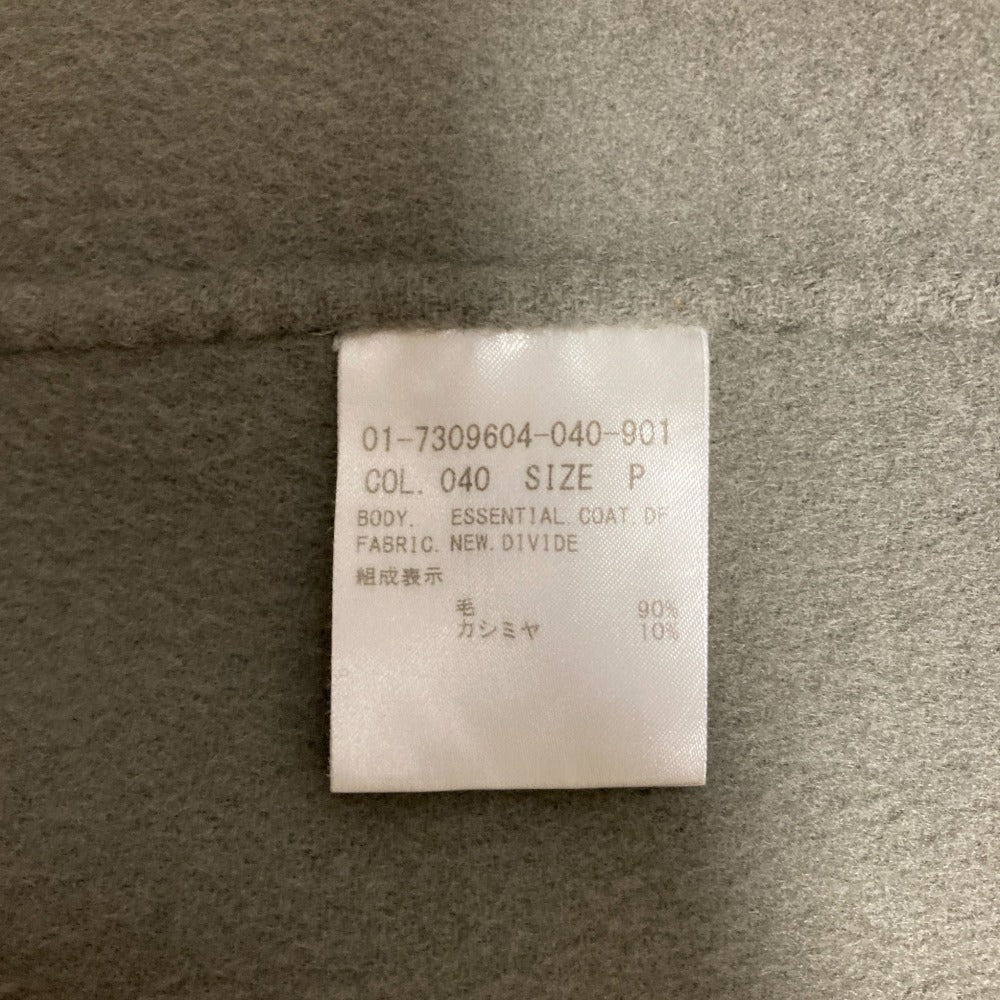 01-7309604-040-901
COL. 040 SIZE P
BODY. ESSENTIAL.COAT.DF
FABRIC.NEW.DIVIDE
組成表示
毛 90%
カシミヤ 10%